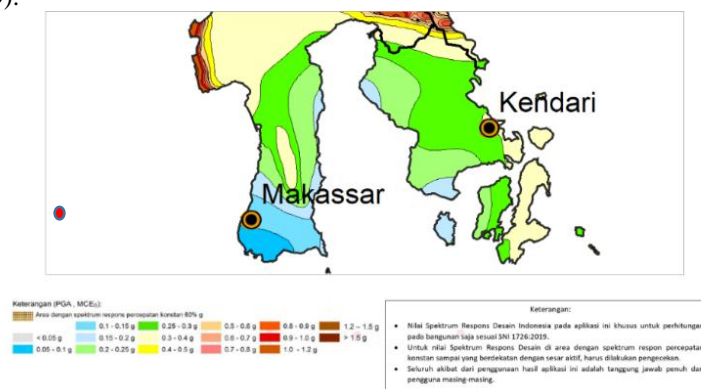 ).
Kendari
Makassar
Keterangan (PGA , MCEG):
Area dengan spektrum respons percepatan konstan 60% g
< 0.05 g
0.05 - 0.1 g
0.1 - 0.15 g
0.15 - 0.2 g
0.2 - 0.25 g
0.25 - 0.3 g
0.3 - 0.4 g
0.4 - 0.5 g
0.5 - 0.6 g
0.6 - 0.7 g
0.7 - 0.8 g
0.8 - 0.9 g
0.9 - 1.0 g
1.0 - 1.2 g
1.2 - 1.5 g
> 1.5 g
Keterangan:
• Nilai Spektrum Respons Desain Indonesia pada aplikasi ini khusus untuk perhitungan
pada bangunan saja sesuai SNI 1726:2019.
• Untuk nilai Spektrum Respons Desain di area dengan spektrum respon percepatan
konstan sampai yang berdekatan dengan sesar aktif, harus dilakukan pengecekan.
• Seluruh akibat dari penggunaan hasil aplikasi ini adalah tanggung jawab penuh dari
pengguna masing-masing.